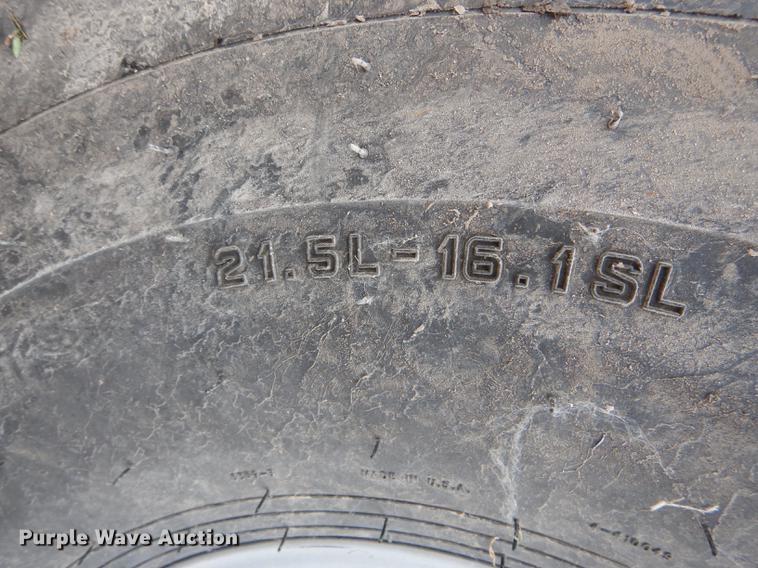 21.5L-16.1SL
MADE IN U.S.A.
Purple Wave Auction